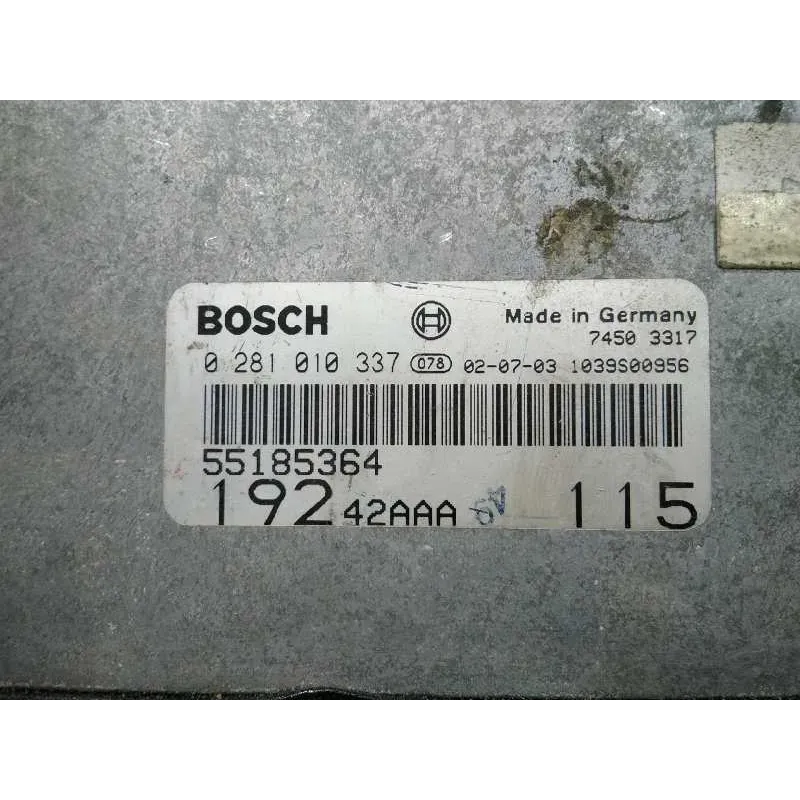 BOSCH Made in Germany
7450 3317
0 281 010 337 078 02-07-03 1039S00956
55185364
192 42AAA 115